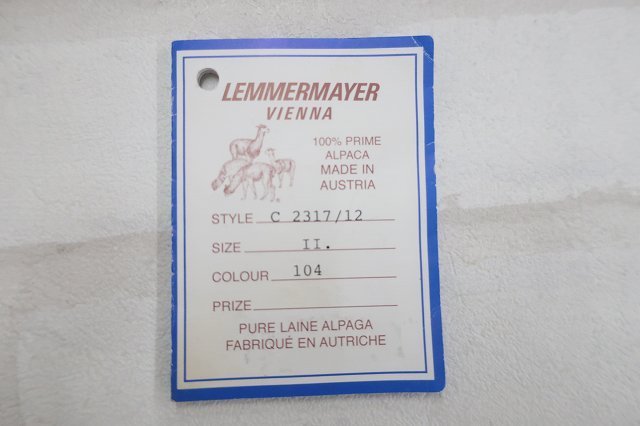 LEMMERMAYER
VIENNA
100% PRIME
ALPACA
MADE IN
AUSTRIA
STYLE C 2317/12
SIZE II.
COLOUR 104
PRIZE
PURE LAINE ALPAGA
FABRIQUÉ EN AUTRICHE